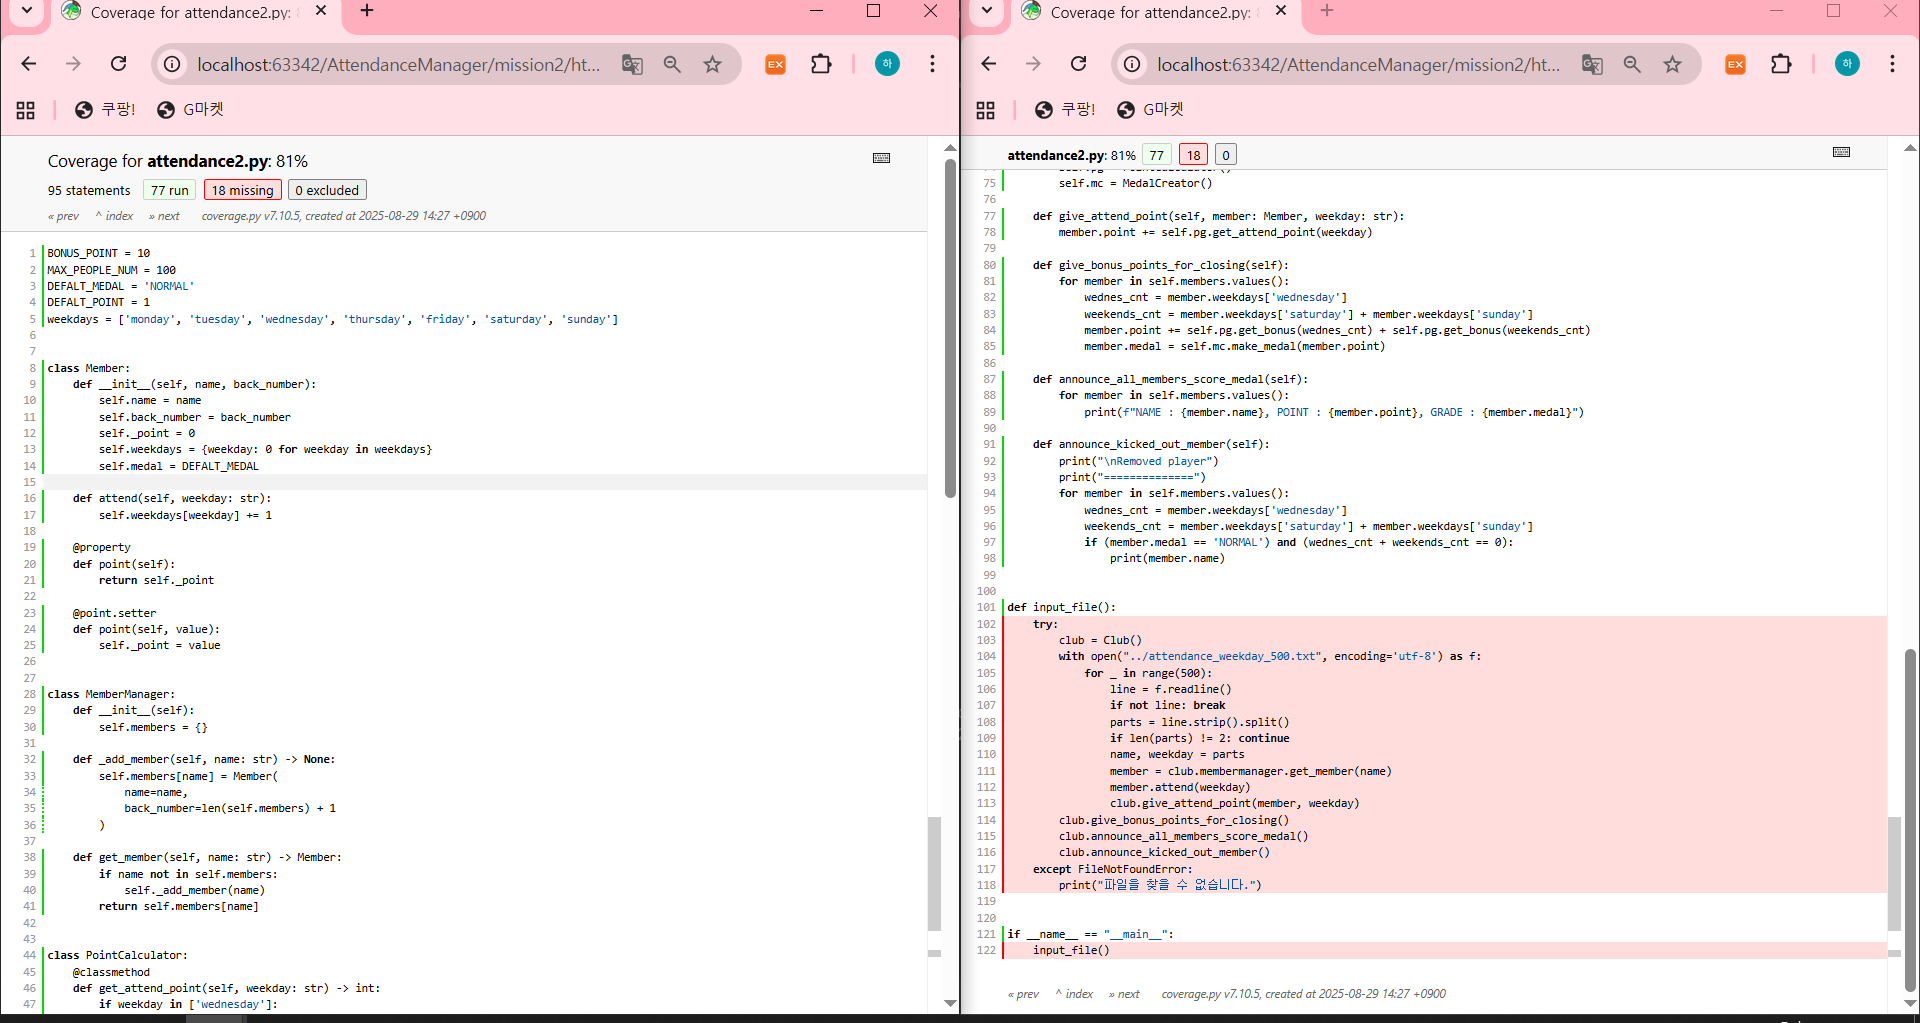 Coverage for attendance2.py: 8
localhost:63342/AttendanceManager/mission2/ht...
EX
하
쿠팡!
G마켓
Coverage for attendance2.py: 81%
95 statements 77 run 18 missing 0 excluded
« prev ^ index » next coverage.py v7.10.5, created at 2025-08-29 14:27 +0900
1 BONUS_POINT = 10
2 MAX_PEOPLE_NUM = 100
3 DEFALT_MEDAL = 'NORMAL'
4 DEFALT_POINT = 1
5 weekdays = ['monday', 'tuesday', 'wednesday', 'thursday', 'friday', 'saturday', 'sunday']
6
7
8 class Member:
9 def __init__(self, name, back_number):
10 self.name = name
11 self.back_number = back_number
12 self._point = 0
13 self.weekdays = {weekday: 0 for weekday in weekdays}
14 self.medal = DEFALT_MEDAL
15
16 def attend(self, weekday: str):
17 self.weekdays[weekday] += 1
18
19 @property
20 def point(self):
21 return self._point
22
23 @point.setter
24 def point(self, value):
25 self._point = value
26
27
28 class MemberManager:
29 def __init__(self):
30 self.members = {}
31
32 def _add_member(self, name: str) -> None:
33 self.members[name] = Member(
34 name=name,
35 back_number=len(self.members) + 1
36 )
37
38 def get_member(self, name: str) -> Member:
39 if name not in self.members:
40 self._add_member(name)
41 return self.members[name]
42
43
44 class PointCalculator:
45 @classmethod
46 def get_attend_point(self, weekday: str) -> int:
47 if weekday in ['wednesday']:
Coverage for attendance2.py: 8
localhost:63342/AttendanceManager/mission2/ht...
EX
하
쿠팡!
G마켓
attendance2.py: 81% 77 18 0
75 self.mc = MedalCreator()
76
77 def give_attend_point(self, member: Member, weekday: str):
78 member.point += self.pg.get_attend_point(weekday)
79
80 def give_bonus_points_for_closing(self):
81 for member in self.members.values():
82 wednes_cnt = member.weekdays['wednesday']
83 weekends_cnt = member.weekdays['saturday'] + member.weekdays['sunday']
84 member.point += self.pg.get_bonus(wednes_cnt) + self.pg.get_bonus(weekends_cnt)
85 member.medal = self.mc.make_medal(member.point)
86
87 def announce_all_members_score_medal(self):
88 for member in self.members.values():
89 print(f"NAME : {member.name}, POINT : {member.point}, GRADE : {member.medal}")
90
91 def announce_kicked_out_member(self):
92 print("\nRemoved player")
93 print("==============")
94 for member in self.members.values():
95 wednes_cnt = member.weekdays['wednesday']
96 weekends_cnt = member.weekdays['saturday'] + member.weekdays['sunday']
97 if (member.medal == 'NORMAL') and (wednes_cnt + weekends_cnt == 0):
98 print(member.name)
99
100
101 def input_file():
102 try:
103 club = Club()
104 with open("../attendance_weekday_500.txt", encoding='utf-8') as f:
105 for _ in range(500):
106 line = f.readline()
107 if not line: break
108 parts = line.strip().split()
109 if len(parts) != 2: continue
110 name, weekday = parts
111 member = club.membermanager.get_member(name)
112 member.attend(weekday)
113 club.give_attend_point(member, weekday)
114 club.give_bonus_points_for_closing()
115 club.announce_all_members_score_medal()
116 club.announce_kicked_out_member()
117 except FileNotFoundError:
118 print("파일을 찾을 수 없습니다.")
119
120
121 if __name__ == "__main__":
122 input_file()
« prev ^ index » next coverage.py v7.10.5, created at 2025-08-29 14:27 +0900